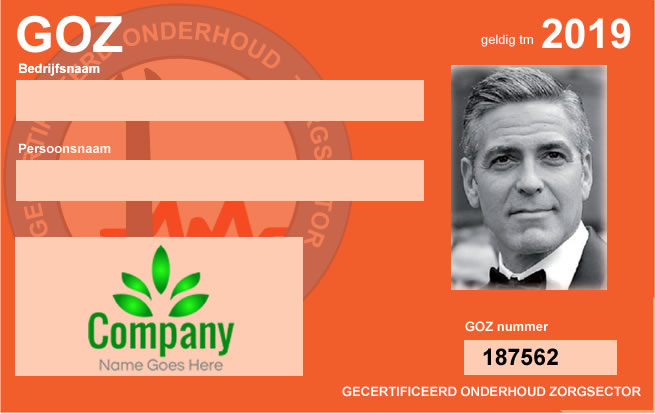 GOZ
geldig tm 2019
Bedrijfsnaam
Persoonsnaam
GECERTIFICEERD ONDERHOUD ZORGSECTOR
Company
Name Goes Here
GOZ nummer
187562
GECERTIFICEERD ONDERHOUD ZORGSECTOR